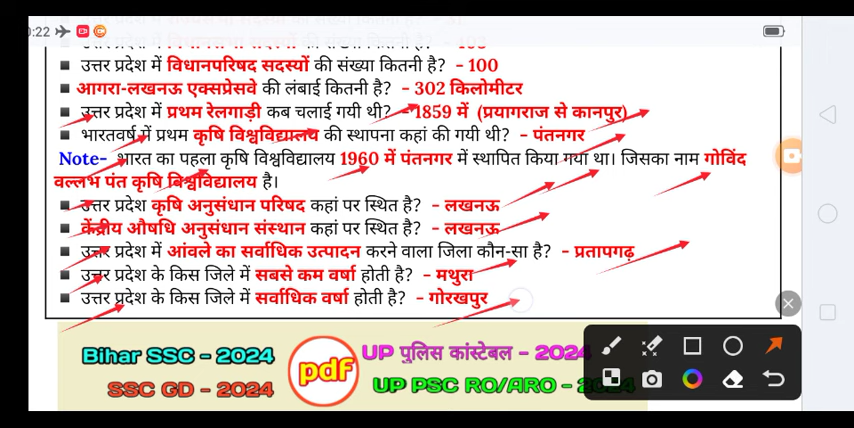 :22
■ उत्तर प्रदेश में विधानपरिषद सदस्यों की संख्या कितनी है? - 100
■ आगरा-लखनऊ एक्सप्रेसवे की लंबाई कितनी है? - 302 किलोमीटर
■ उत्तर प्रदेश में प्रथम रेलगाड़ी कब चलाई गयी थी? - 1859 में (प्रयागराज से कानपुर)
■ भारतवर्ष में प्रथम कृषि विश्वविद्यालय की स्थापना कहां की गयी थी? - पंतनगर
Note- भारत का पहला कृषि विश्वविद्यालय 1960 में पंतनगर में स्थापित किया गया था। जिसका नाम गोविंद
वल्लभ पंत कृषि विश्वविद्यालय है।
■ उत्तर प्रदेश कृषि अनुसंधान परिषद कहां पर स्थित है? - लखनऊ
■ केंद्रीय औषधि अनुसंधान संस्थान कहां पर स्थित है? - लखनऊ
■ उत्तर प्रदेश में आंवले का सर्वाधिक उत्पादन करने वाला जिला कौन-सा है? - प्रतापगढ़
■ उत्तर प्रदेश के किस जिले में सबसे कम वर्षा होती है? - मथुरा
■ उत्तर प्रदेश के किस जिले में सर्वाधिक वर्षा होती है? - गोरखपुर
Bihar SSC - 2024
SSC GD - 2024
pdf
UP पुलिस कांस्टेबल - 2024
UP PSC RO/ARO - 2024